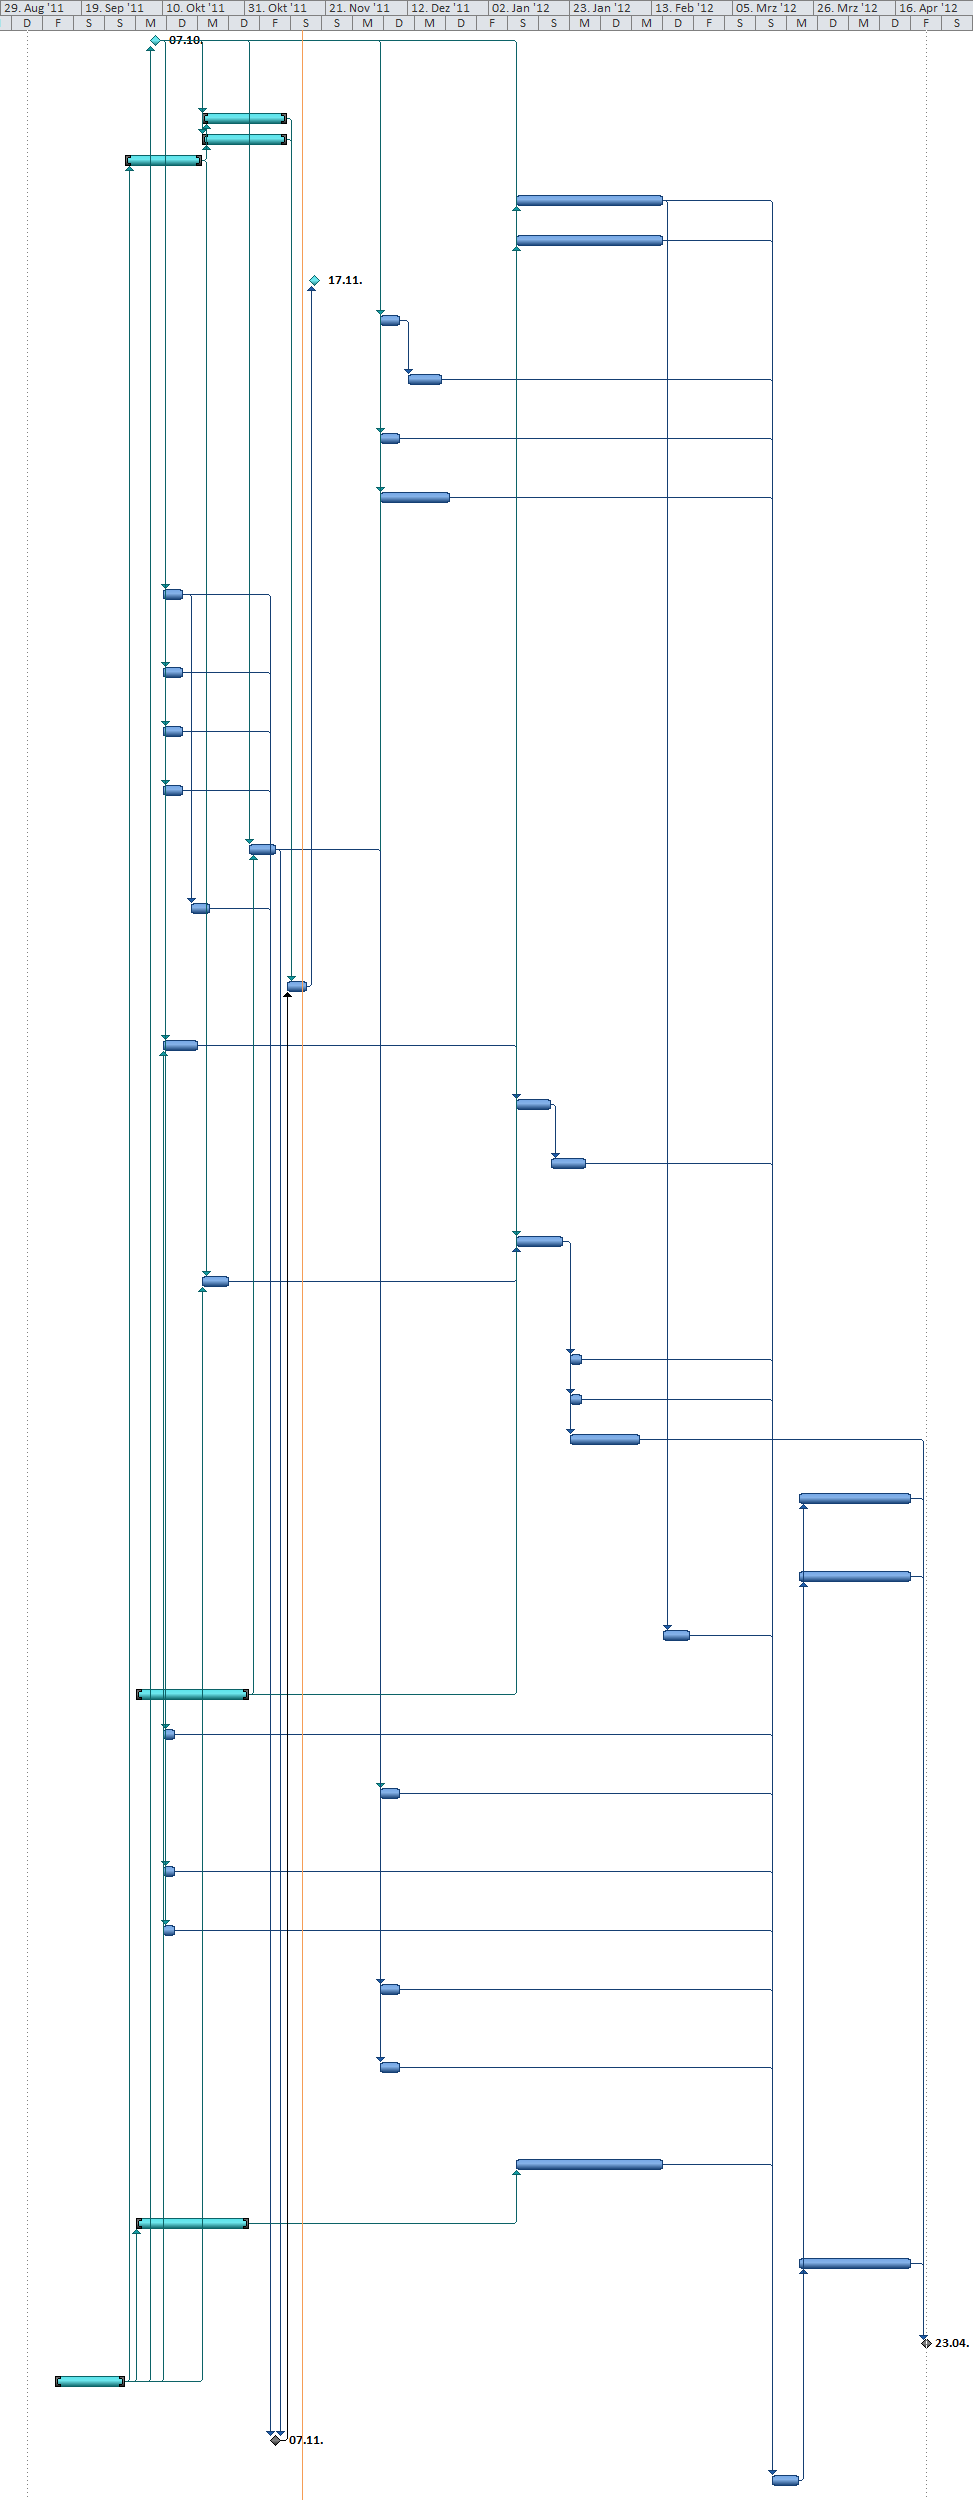 29. Aug '11 19. Sep '11 10. Okt '11 31. Okt '11 21. Nov '11 12. Dez '11 02. Jan '12 23. Jan '12 13. Feb '12 05. Mrz '12 26. Mrz '12 16. Apr '12
D F S S M D M D F S S M D M D F S S M D M D F S S M D M D F S
07.10.
17.11.
23.04.
07.11.